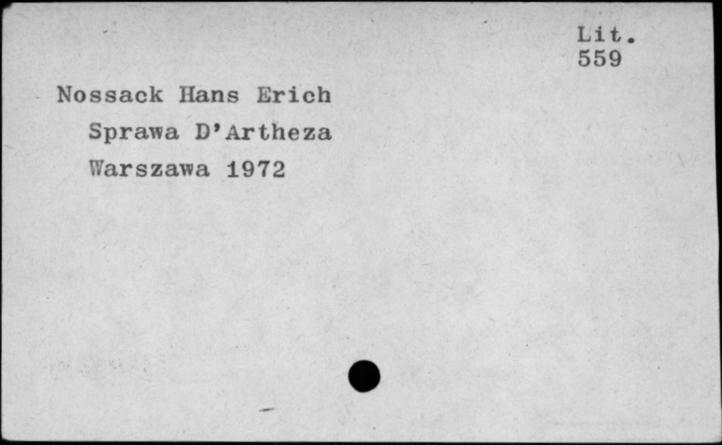 Lit.
559
Nossack Hans Erich
Sprawa D'Artheza
Warszawa 1972